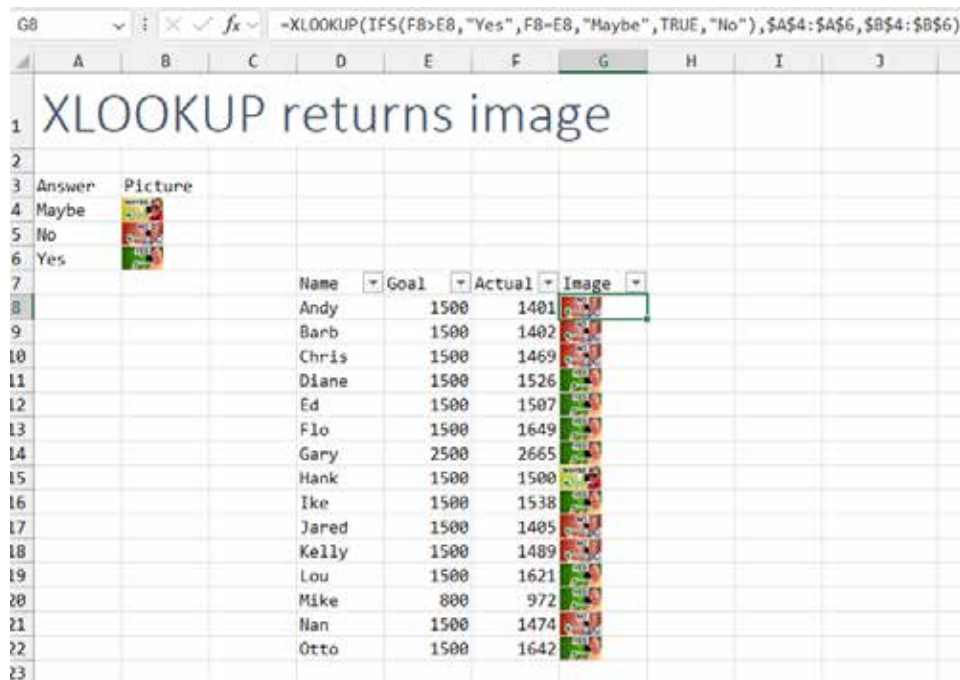 G8 fx =XLOOKUP(IFS(F8>E8,"Yes",F8=E8,"Maybe",TRUE,"No"),$A$4:$A$6,$B$4:$B$6)
A B C D E F G H I J
1 XLOOKUP returns image
2
3 Answer Picture
4 Maybe
5 No
6 Yes
7 Name Goal Actual Image
8 Andy 1500 1401
9 Barb 1500 1402
10 Chris 1500 1469
11 Diane 1500 1526
12 Ed 1500 1507
13 Flo 1500 1649
14 Gary 2500 2665
15 Hank 1500 1500
16 Ike 1500 1538
17 Jared 1500 1405
18 Kelly 1500 1489
19 Lou 1500 1621
20 Mike 800 972
21 Nan 1500 1474
22 Otto 1500 1642
23